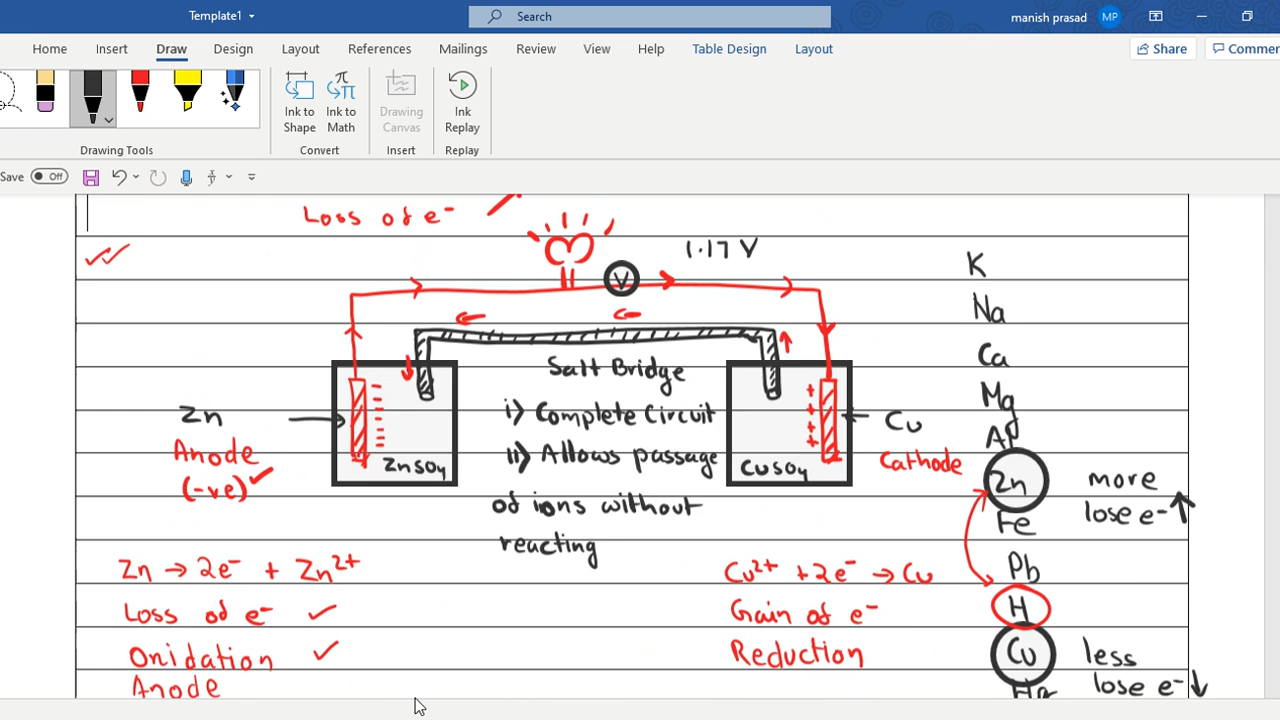 Template1
Search
manish prasad
MP
Home Insert Draw Design Layout References Mailings Review View Help Table Design Layout
Share
Comme
Ink to Shape
Ink to Math
Drawing Canvas
Ink Replay
Drawing Tools
Convert
Insert
Replay
Save Off
Loss of e⁻
1.17 V
V
Salt Bridge
i) Complete Circuit
ii) Allows passage
of ions without
reacting
Zn
Anode
(-ve)
ZnSO4
CuSO4
Cu
Cathode
Zn → 2e⁻ + Zn²⁺
Loss of e⁻
Onidation
Anode
Cu²⁺ + 2e⁻ → Cu
Gain of e⁻
Reduction
K
Na
Ca
Mg
Al
Zn more
lose e⁻ ↑
Fe
Pb
H
Cu less
Hg lose e⁻ ↓